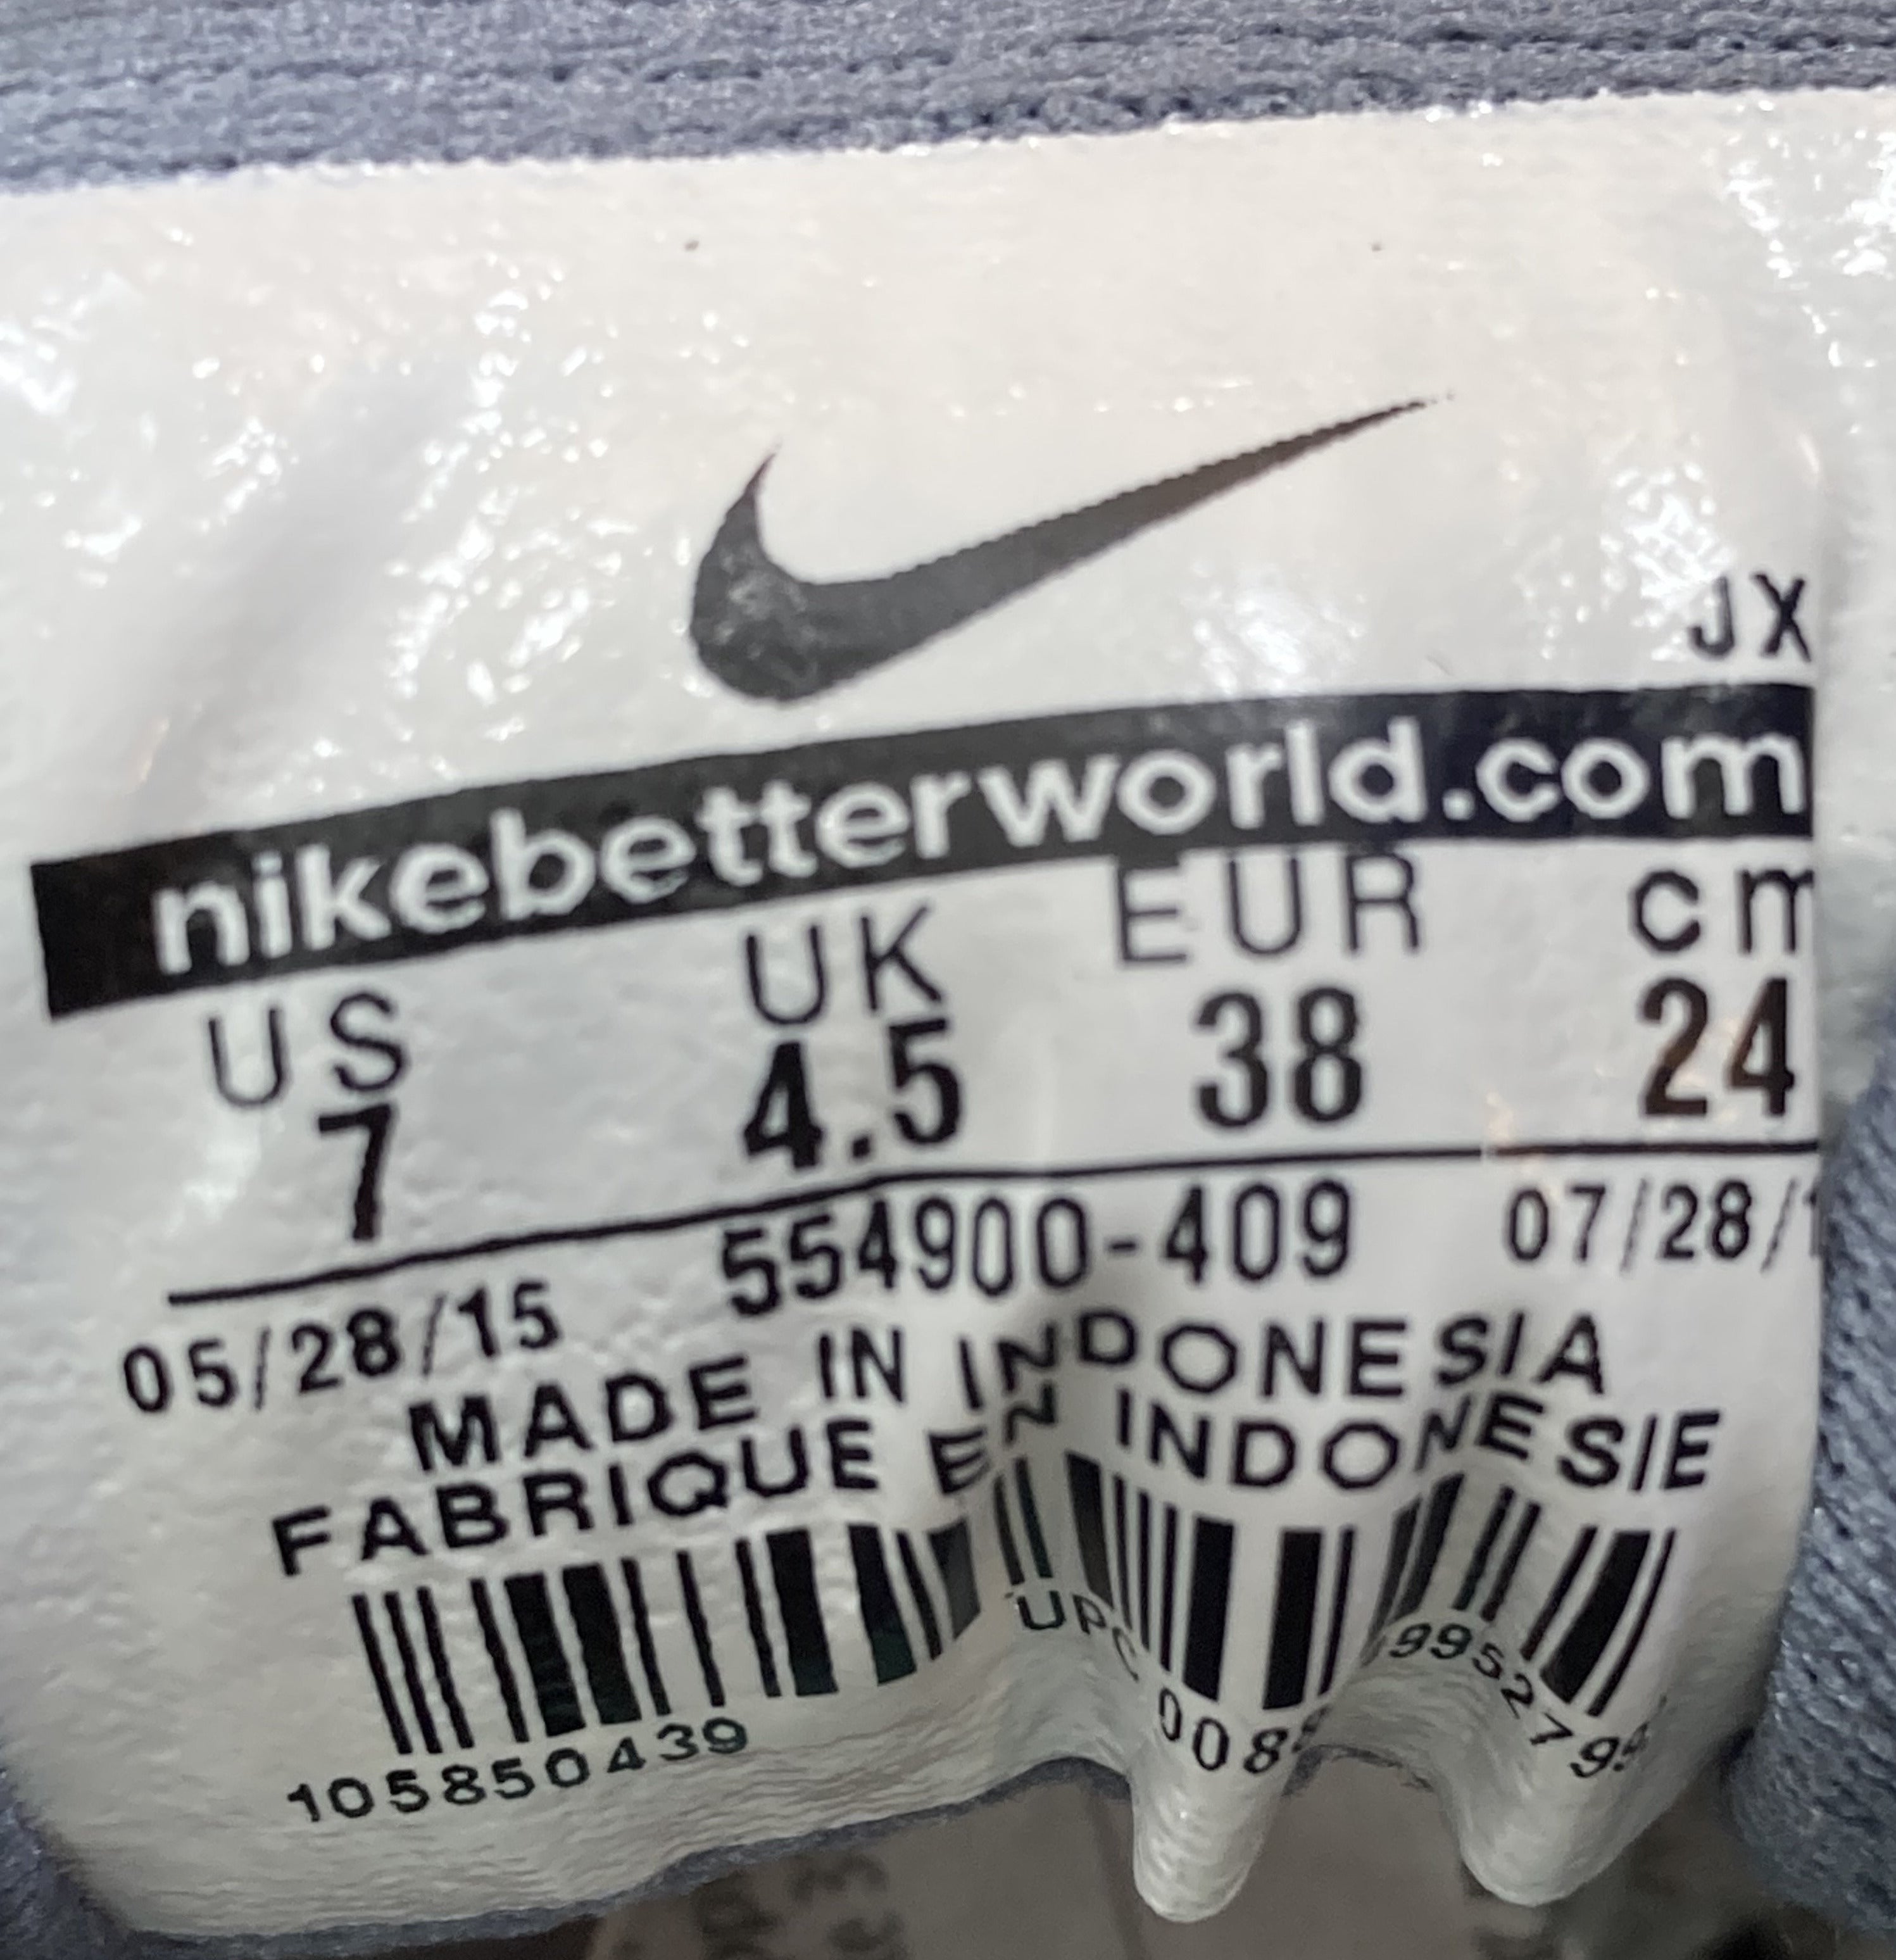 JX
nikebetterworld.com
US UK EUR cm
7 4.5 38 24
05/28/15 554900-409 07/28/1
MADE IN INDONESIA
FABRIQUE EN INDONESIE
105850439 UPC